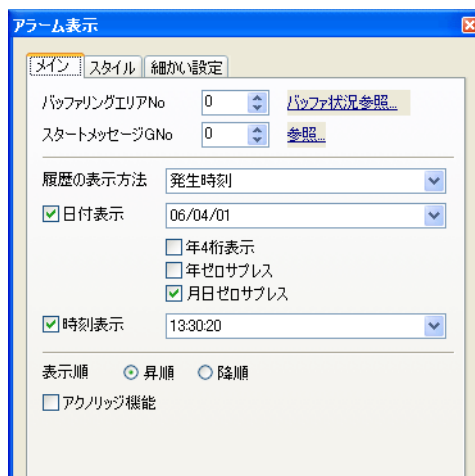 アラーム表示
メイン スタイル 細かい設定
バッファリングエリアNo 0 バッファ状況参照...
スタートメッセージGNo 0 参照...
履歴の表示方法 発生時刻
日付表示 06/04/01
年4桁表示
年ゼロサプレス
月日ゼロサプレス
時刻表示 13:30:20
表示順 昇順 降順
アクノリッジ機能